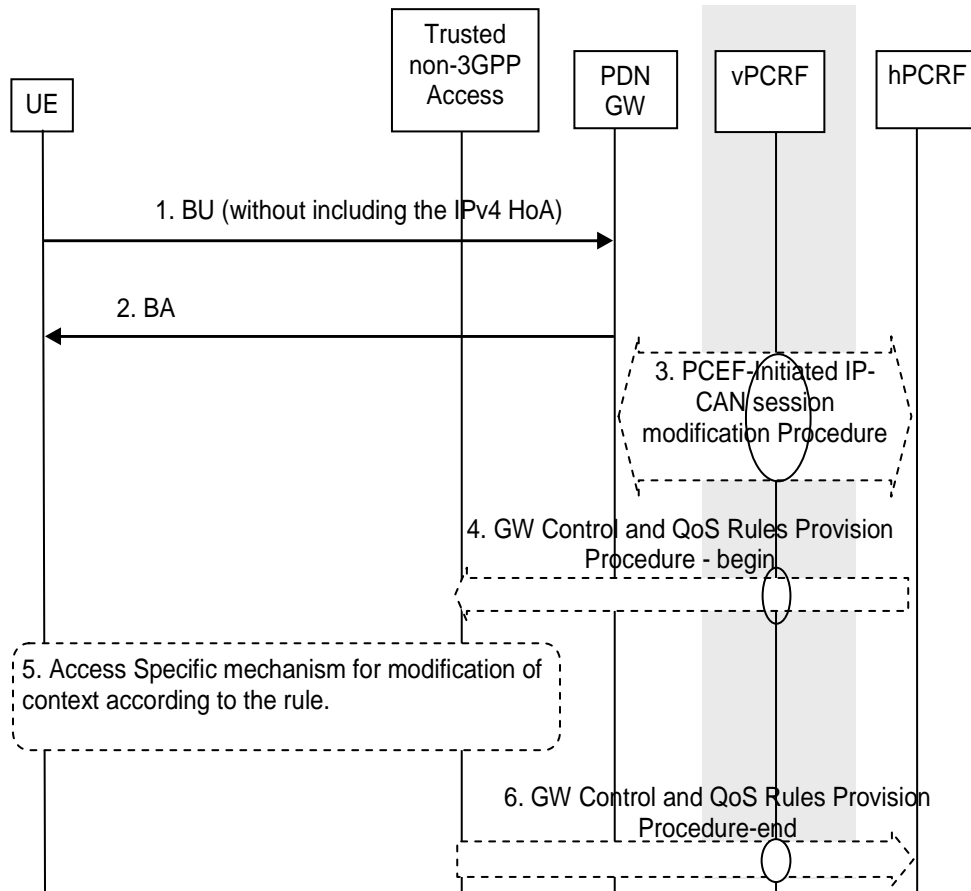 Trusted
non-3GPP
Access
UE
PDN
GW
vPCRF
hPCRF
1. BU (without including the IPv4 HoA)
2. BA
3. PCEF-Initiated IP-
CAN session
modification Procedure
4. GW Control and QoS Rules Provision
Procedure - begin
5. Access Specific mechanism for modification of
context according to the rule.
6. GW Control and QoS Rules Provision
Procedure-end